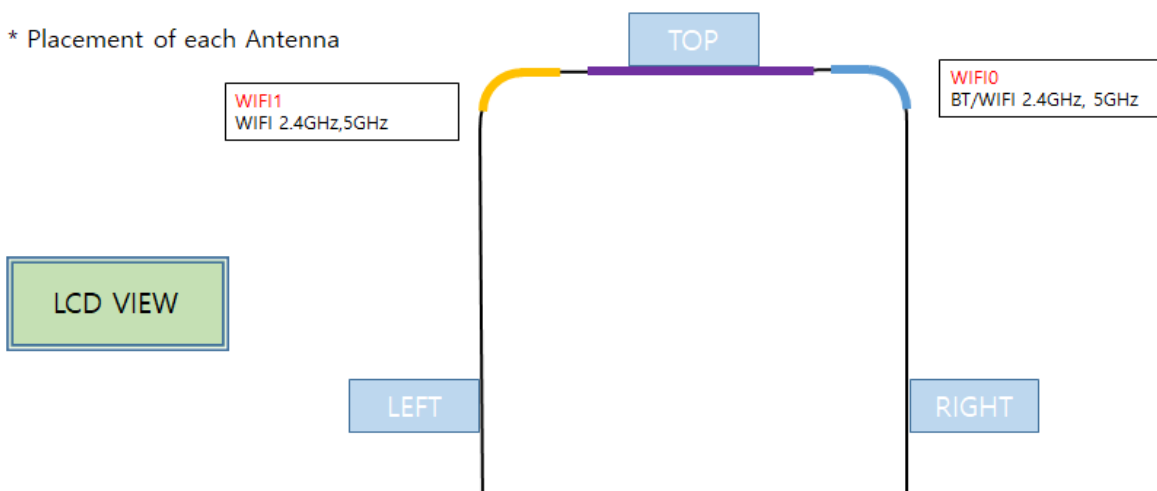 * Placement of each Antenna
TOP
WIFI1
WIFI 2.4GHz,5GHz
WIFI0
BT/WIFI 2.4GHz, 5GHz
LCD VIEW
LEFT
RIGHT